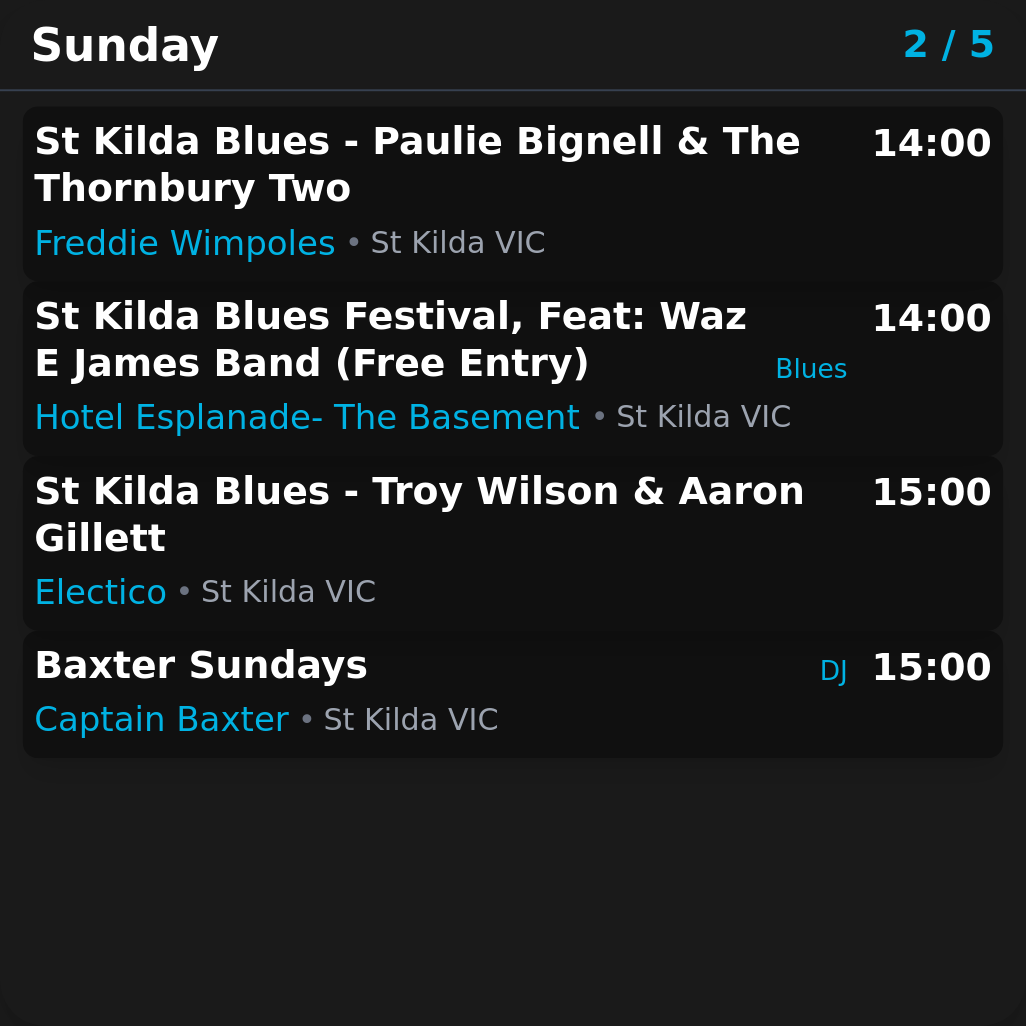 Sunday
2 / 5
St Kilda Blues - Paulie Bignell & The
Thornbury Two
14:00
Freddie Wimpoles • St Kilda VIC
St Kilda Blues Festival, Feat: Waz
E James Band (Free Entry)
Blues
14:00
Hotel Esplanade- The Basement • St Kilda VIC
St Kilda Blues - Troy Wilson & Aaron
Gillett
15:00
Electico • St Kilda VIC
Baxter Sundays
DJ
15:00
Captain Baxter • St Kilda VIC